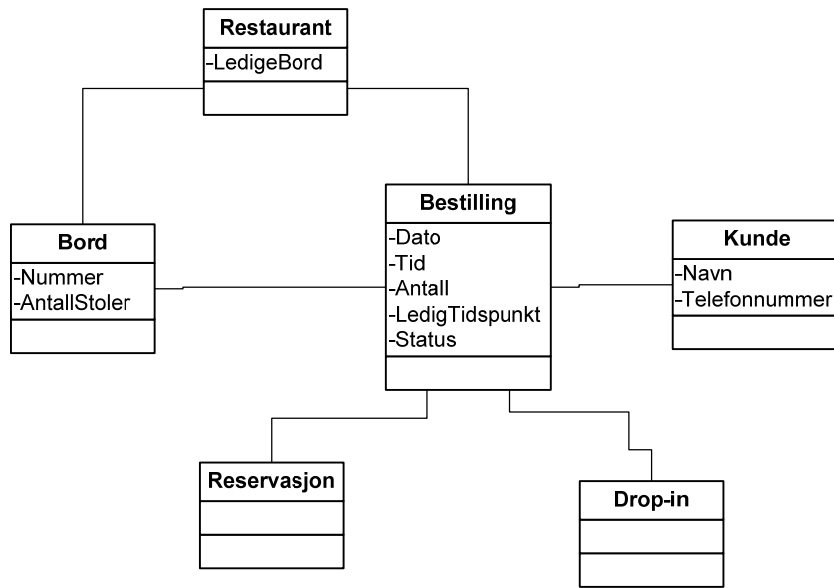 Restaurant
-LedigeBord
Bestilling
-Dato
-Tid
-Antall
-LedigTidspunkt
-Status
Bord
-Nummer
-AntallStoler
Kunde
-Navn
-Telefonnummer
Reservasjon
Drop-in